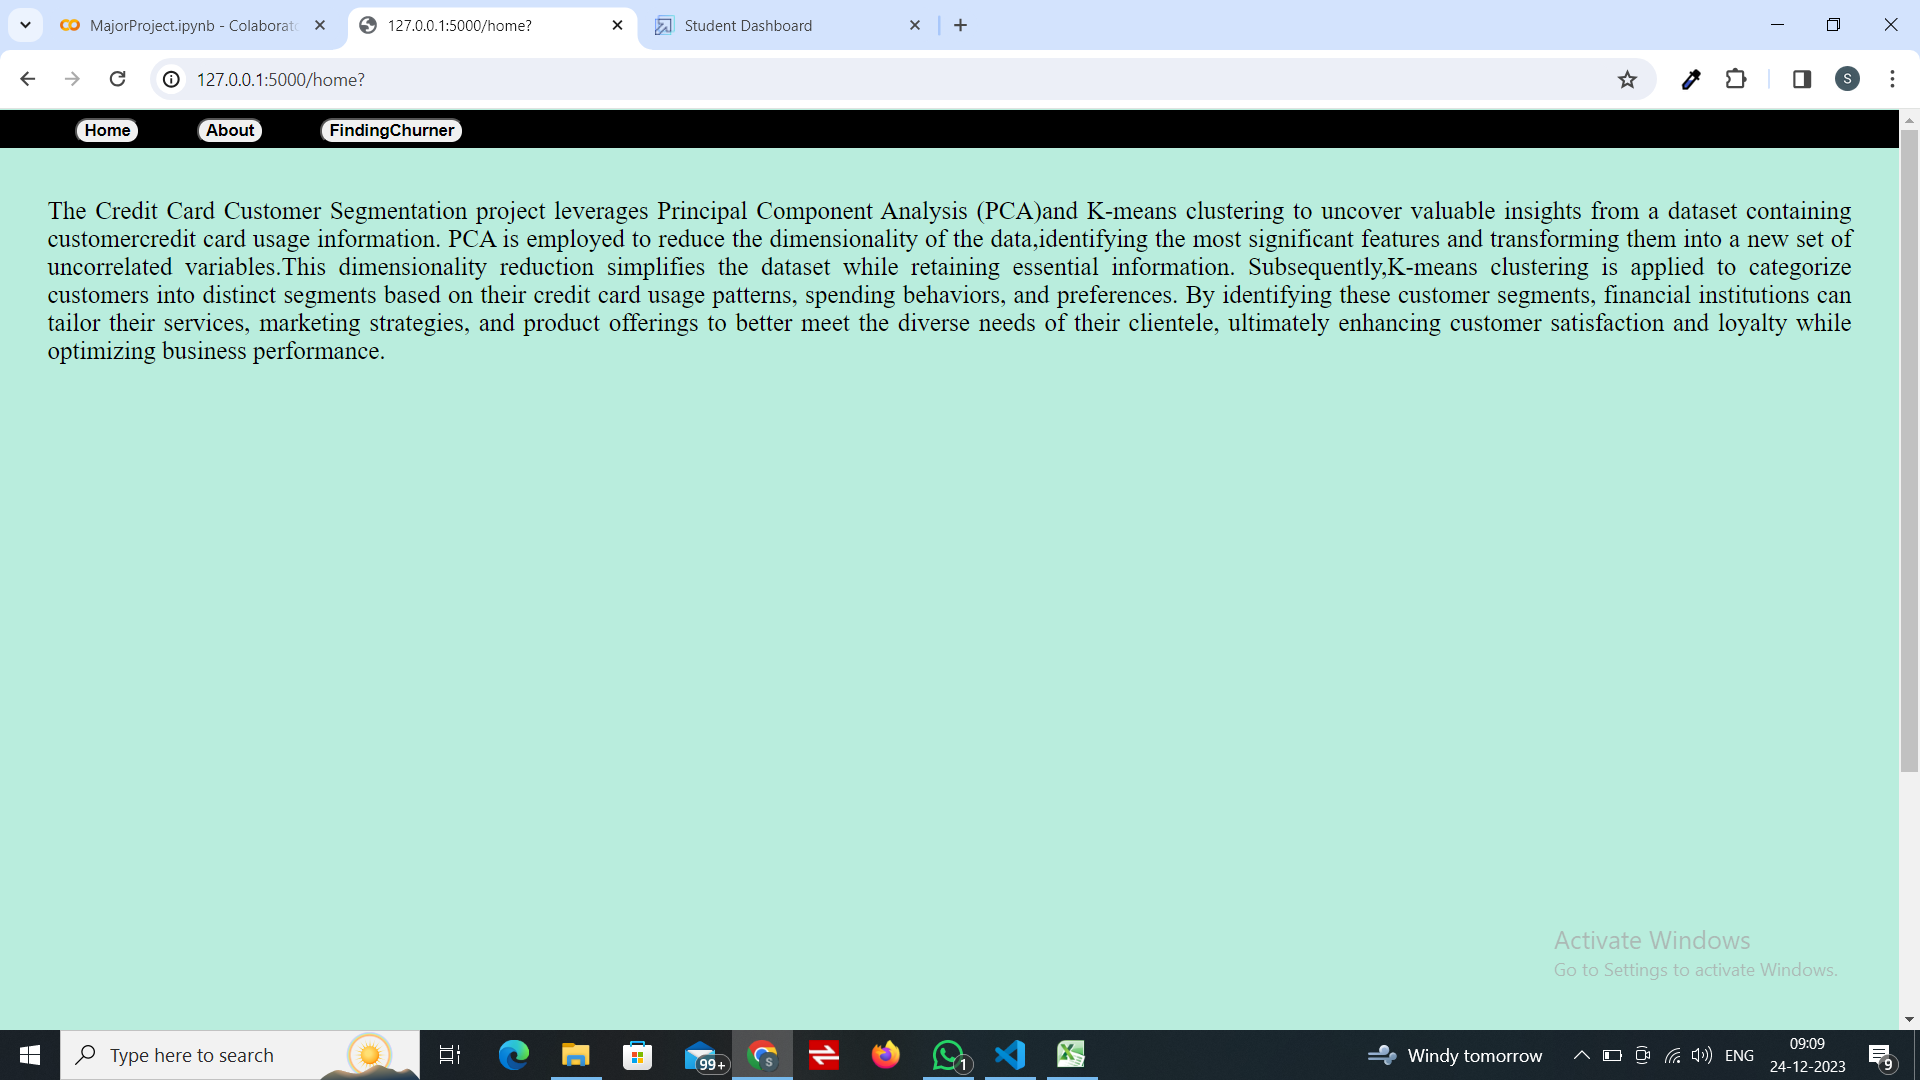 MajorProject.ipynb - Colaborato
127.0.0.1:5000/home?
Student Dashboard
127.0.0.1:5000/home?
S
Home
About
FindingChurner
The Credit Card Customer Segmentation project leverages Principal Component Analysis (PCA)and K-means clustering to uncover valuable insights from a dataset containing
customercredit card usage information. PCA is employed to reduce the dimensionality of the data,identifying the most significant features and transforming them into a new set of
uncorrelated variables.This dimensionality reduction simplifies the dataset while retaining essential information. Subsequently,K-means clustering is applied to categorize
customers into distinct segments based on their credit card usage patterns, spending behaviors, and preferences. By identifying these customer segments, financial institutions can
tailor their services, marketing strategies, and product offerings to better meet the diverse needs of their clientele, ultimately enhancing customer satisfaction and loyalty while
optimizing business performance.
Activate Windows
Go to Settings to activate Windows.
Type here to search
99+
S
1
Windy tomorrow
ENG
09:09
24-12-2023
9